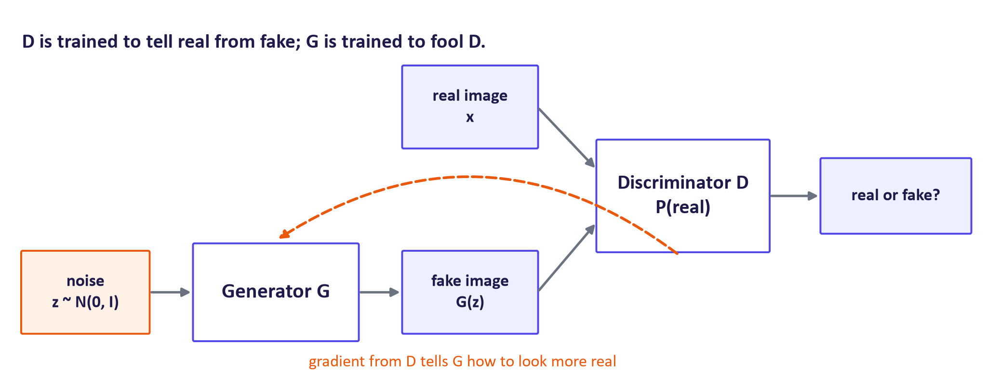 D is trained to tell real from fake; G is trained to fool D.
real image
x
Discriminator D
P(real)
real or fake?
noise
z ~ N(0, I)
Generator G
fake image
G(z)
gradient from D tells G how to look more real